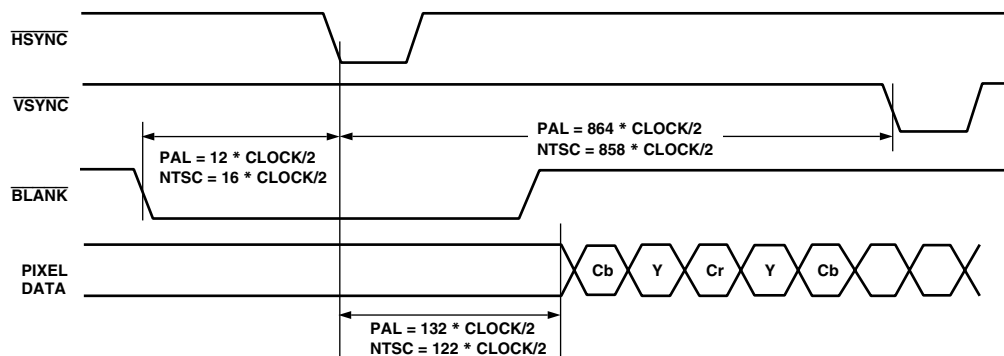 HSYNC
VSYNC
PAL = 864 * CLOCK/2
NTSC = 858 * CLOCK/2
PAL = 12 * CLOCK/2
NTSC = 16 * CLOCK/2
BLANK
PIXEL
DATA
Cb Y Cr Y Cb
PAL = 132 * CLOCK/2
NTSC = 122 * CLOCK/2